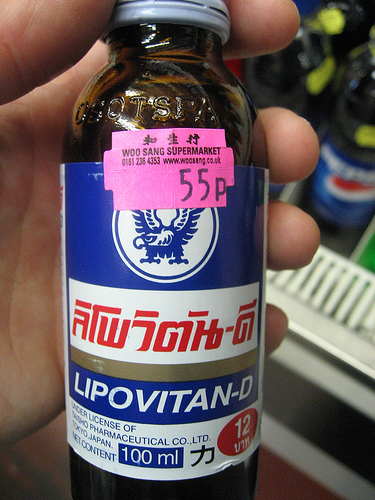 OSOTSPA
和生行
WOO SANG SUPERMARKET
0161 236 4353 www.woosang.co.uk
55p
ลิโพวิตัน-ดี
LIPOVITAN-D
UNDER LICENSE OF
TAISHO PHARMACEUTICAL CO.,LTD.
TOKYO JAPAN.
NET CONTENT 100 ml
力
12
บาท